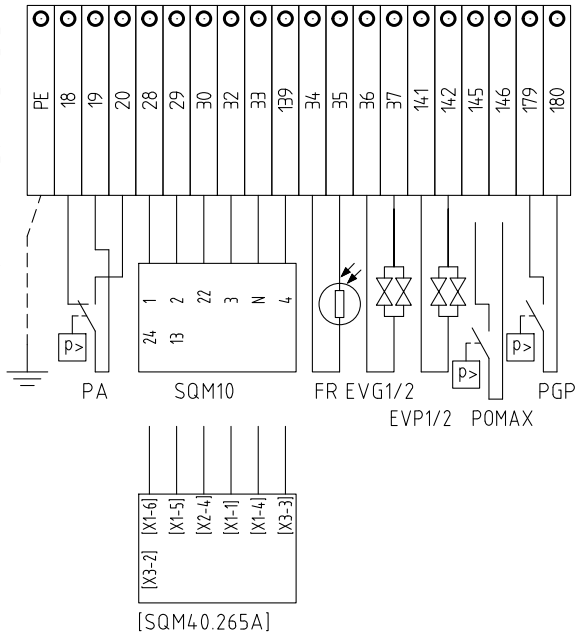 PE 18 19 20 28 29 30 32 33 139 34 35 36 37 141 142 145 146 179 180
1 2 22 3 N 4
24 13
p> p> p>
PA SQM10 FR EVG1/2 PGP
EVP1/2 POMAX
[X1-6] [X1-5] [X2-4] [X1-1] [X1-4] [X3-3]
[X3-2]
[SQM40.265A]